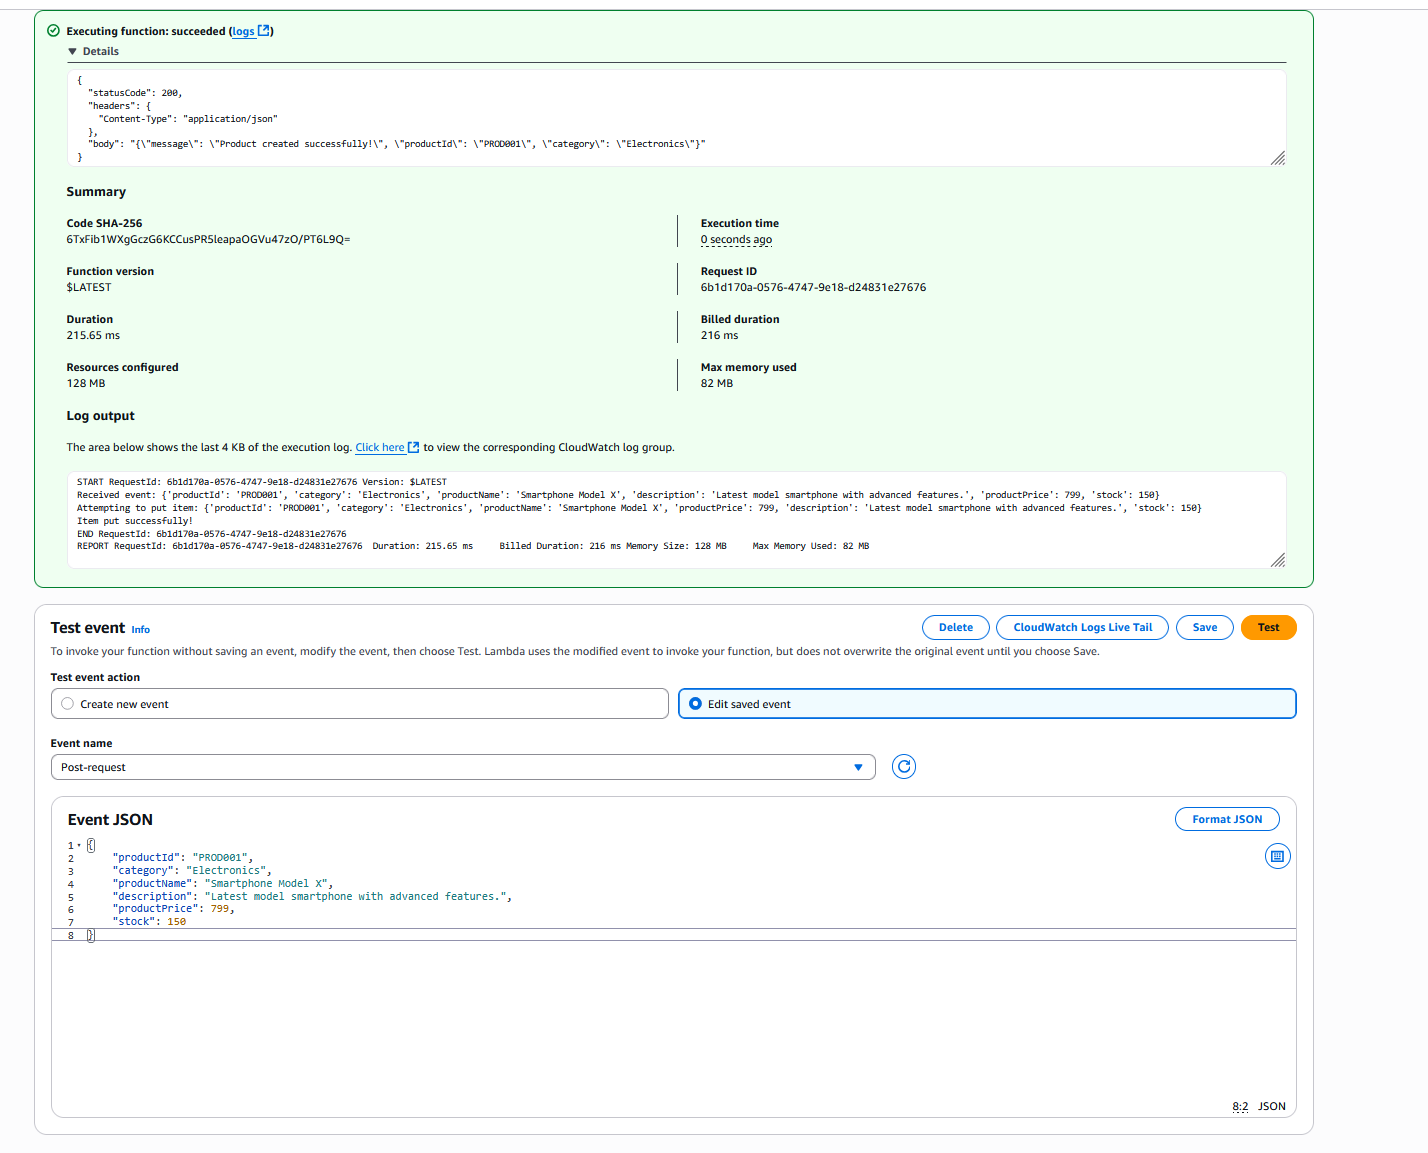 Executing function: succeeded (logs)
Details
{
"statusCode": 200,
"headers": {
"Content-Type": "application/json"
},
"body": "{\"message\": \"Product created successfully!\", \"productId\": \"PROD001\", \"category\": \"Electronics\"}"
}
Summary
Code SHA-256
6TxFib1WXgGczG6KCCusPR5leapaOGVu47zO/PT6L9Q=
Execution time
0 seconds ago
Function version
$LATEST
Request ID
6b1d170a-0576-4747-9e18-d24831e27676
Duration
215.65 ms
Billed duration
216 ms
Resources configured
128 MB
Max memory used
82 MB
Log output
The area below shows the last 4 KB of the execution log. Click here to view the corresponding CloudWatch log group.
START RequestId: 6b1d170a-0576-4747-9e18-d24831e27676 Version: $LATEST
Received event: {'productId': 'PROD001', 'category': 'Electronics', 'productName': 'Smartphone Model X', 'description': 'Latest model smartphone with advanced features.', 'productPrice': 799, 'stock': 150}
Attempting to put item: {'productId': 'PROD001', 'category': 'Electronics', 'productName': 'Smartphone Model X', 'productPrice': 799, 'description': 'Latest model smartphone with advanced features.', 'stock': 150}
Item put successfully!
END RequestId: 6b1d170a-0576-4747-9e18-d24831e27676
REPORT RequestId: 6b1d170a-0576-4747-9e18-d24831e27676 Duration: 215.65 ms Billed Duration: 216 ms Memory Size: 128 MB Max Memory Used: 82 MB
Test event Info
Delete
CloudWatch Logs Live Tail
Save
Test
To invoke your function without saving an event, modify the event, then choose Test. Lambda uses the modified event to invoke your function, but does not overwrite the original event until you choose Save.
Test event action
Create new event
Edit saved event
Event name
Post-request
Event JSON
Format JSON
1 {
2 "productId": "PROD001",
3 "category": "Electronics",
4 "productName": "Smartphone Model X",
5 "description": "Latest model smartphone with advanced features.",
6 "productPrice": 799,
7 "stock": 150
8 }
8:2 JSON